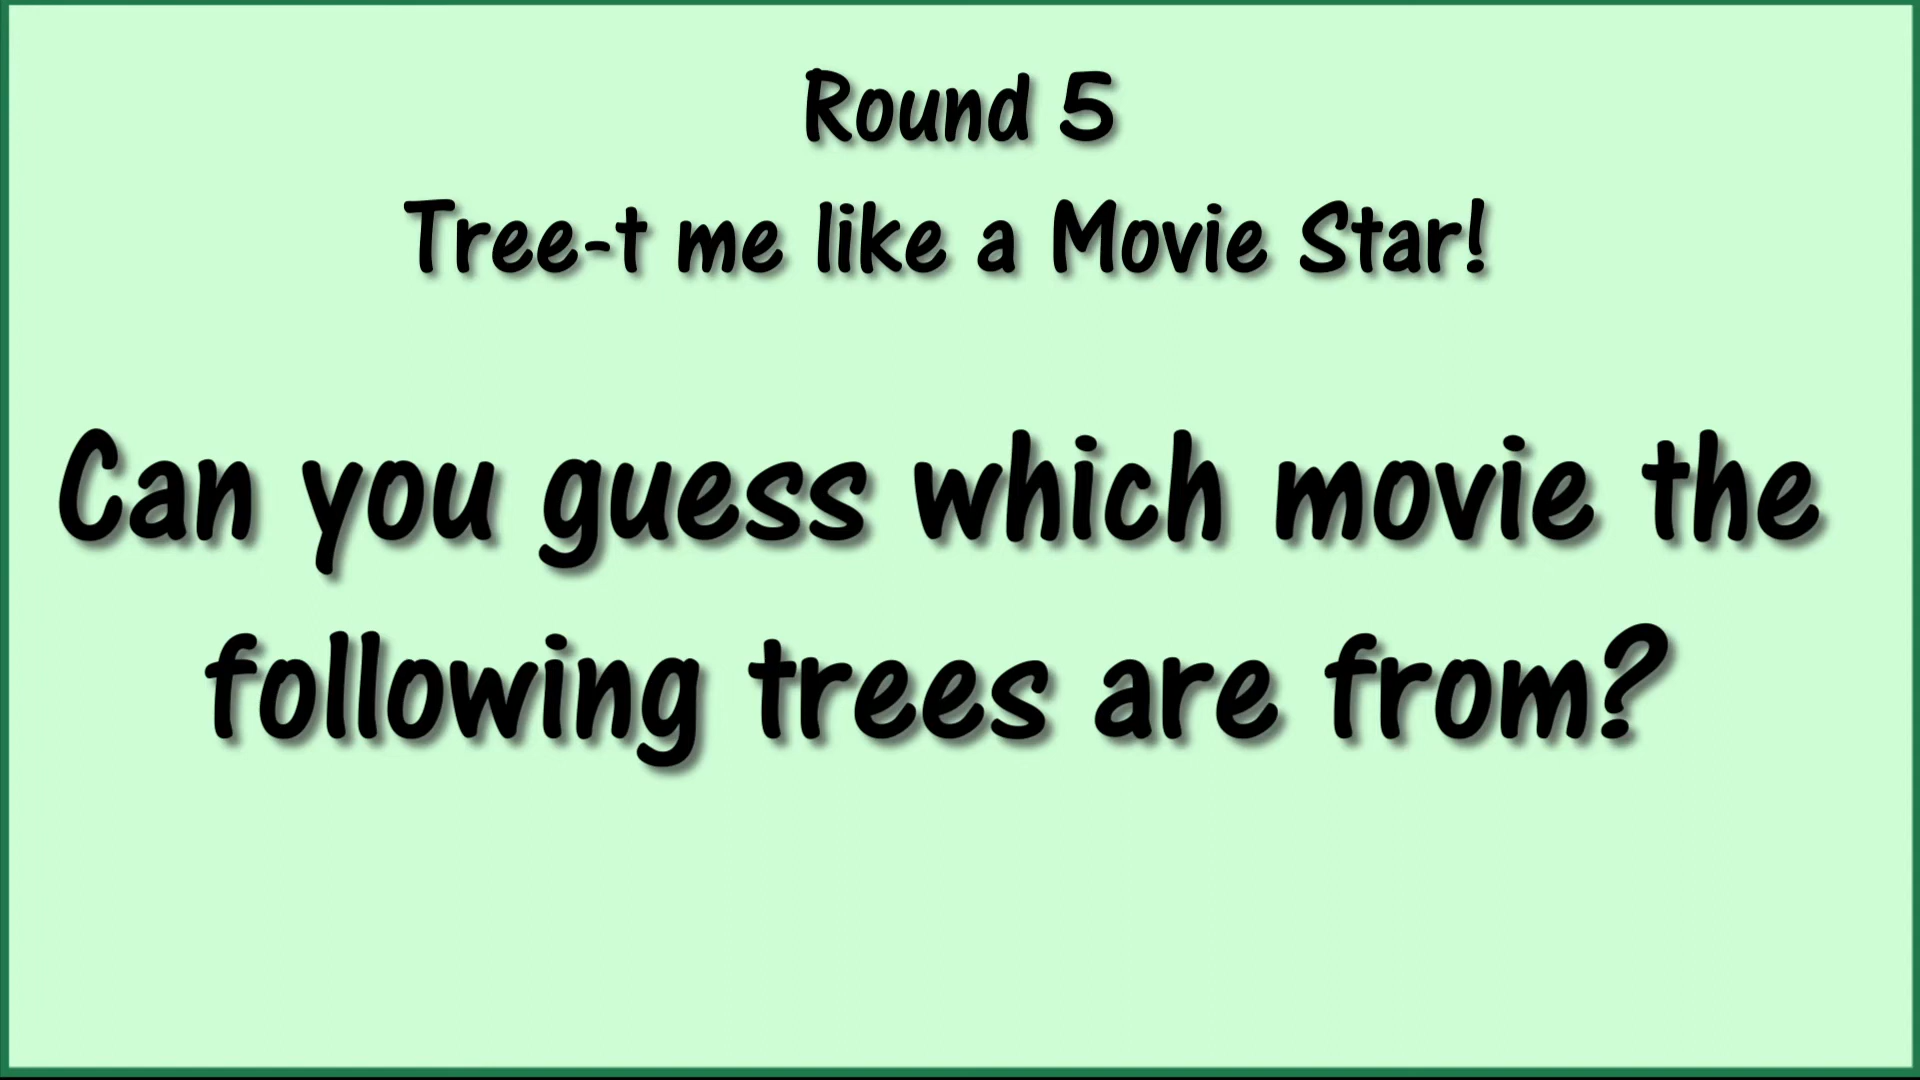 Round 5
Tree-t me like a Movie Star!
Can you guess which movie the
following trees are from?